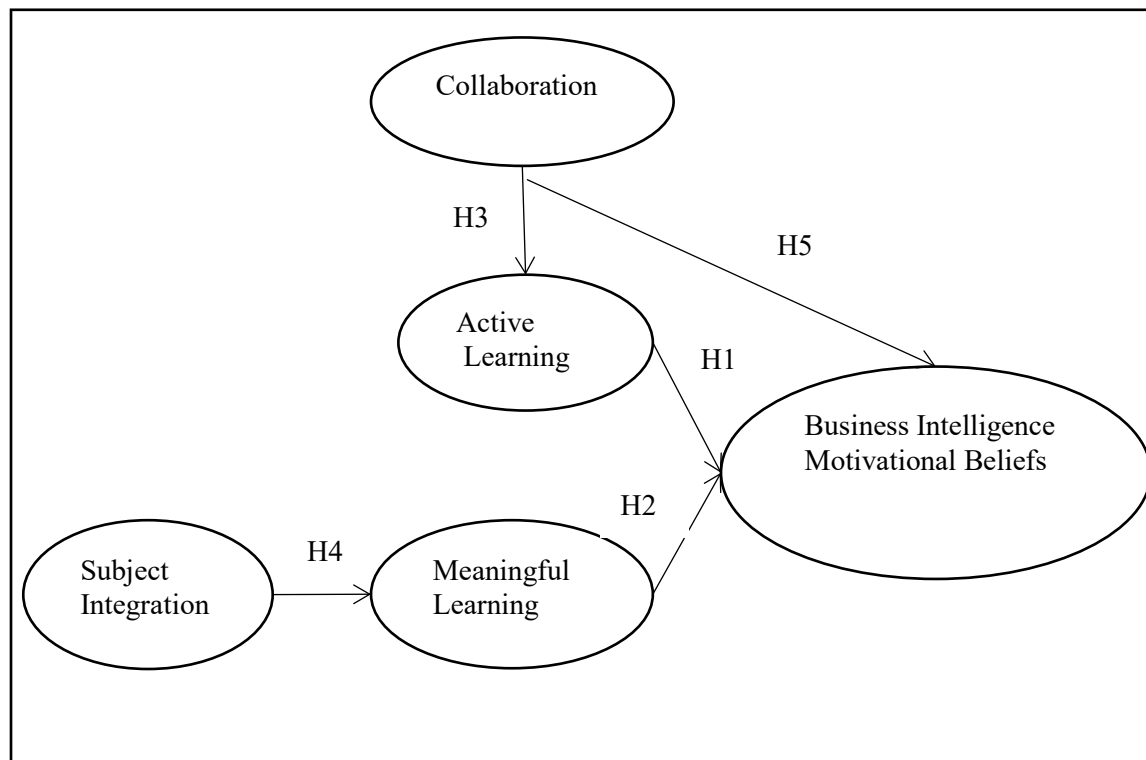 Collaboration
H3
H5
Active
Learning
H1
Business Intelligence
Motivational Beliefs
H2
H4
Subject
Integration
Meaningful
Learning